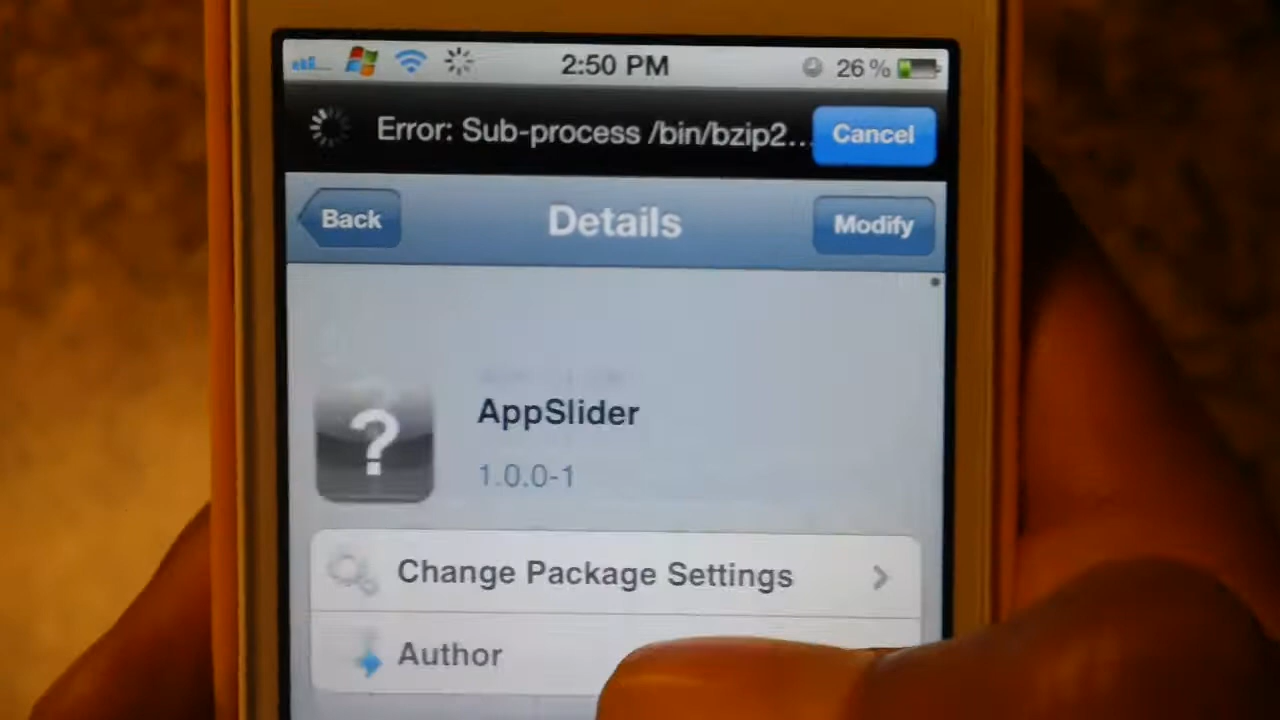 2:50 PM
26%
Error: Sub-process /bin/bzip2...
Cancel
Back
Details
Modify
?
AppSlider
1.0.0-1
Change Package Settings
Author